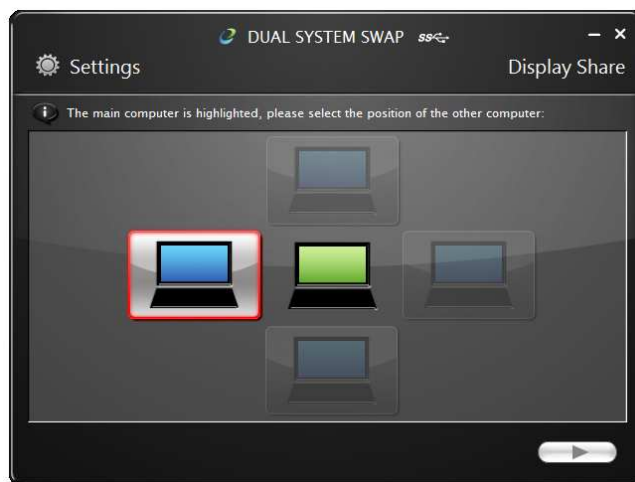 DUAL SYSTEM SWAP SS
Settings
Display Share
The main computer is highlighted, please select the position of the other computer: